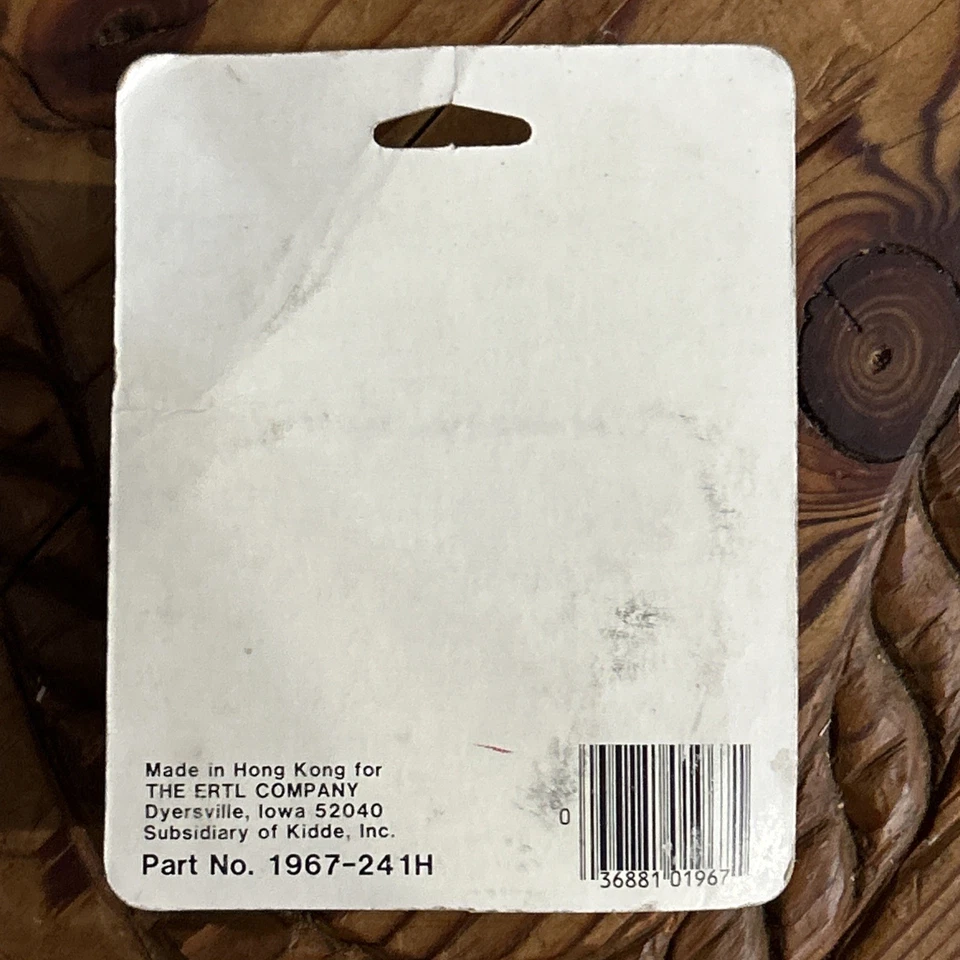 Made in Hong Kong for
THE ERTL COMPANY
Dyersville, Iowa 52040
Subsidiary of Kidde, Inc.
Part No. 1967-241H
0 36881 01967